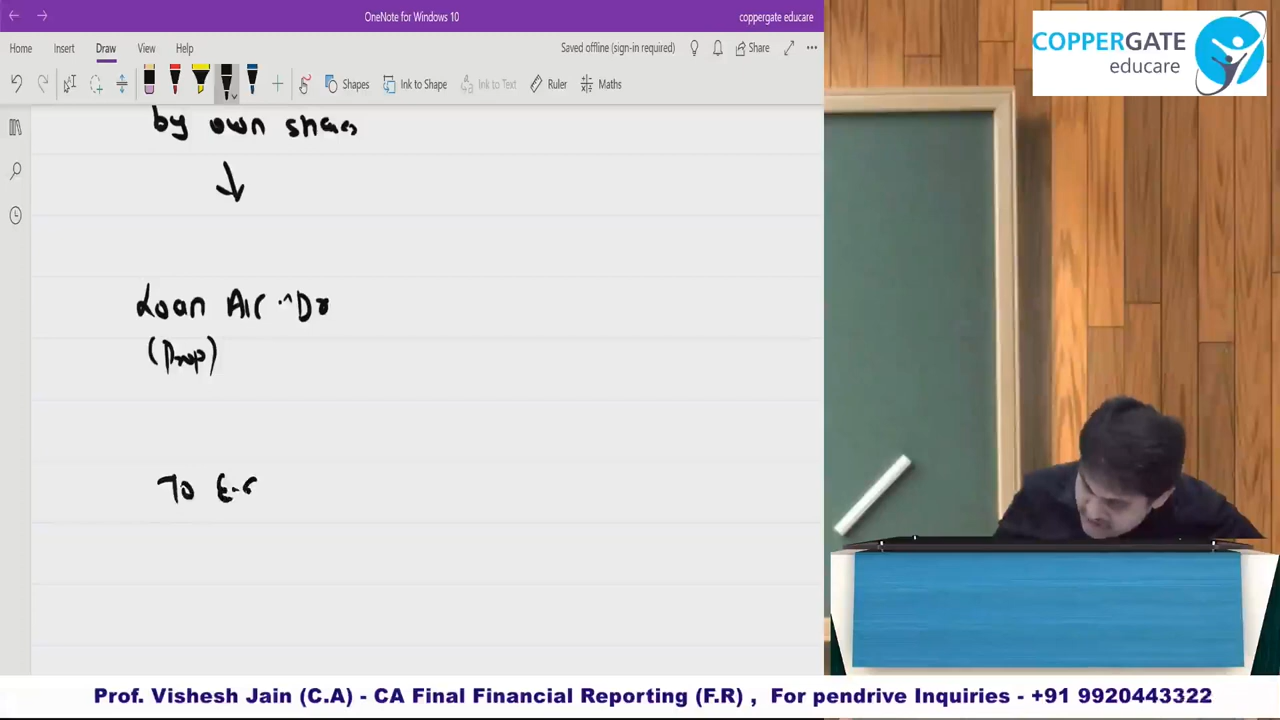 OneNote for Windows 10
coppergate educare
Home Insert Draw View Help
Saved offline (sign-in required)
Share
Shapes
Ink to Shape
Ink to Text
Ruler
Maths
COPPERGATE
educare
by own shares
Loan A/c ..Dr
(Prop)
To E.S
Prof. Vishesh Jain (C.A) - CA Final Financial Reporting (F.R) , For pendrive Inquiries - +91 9920443322